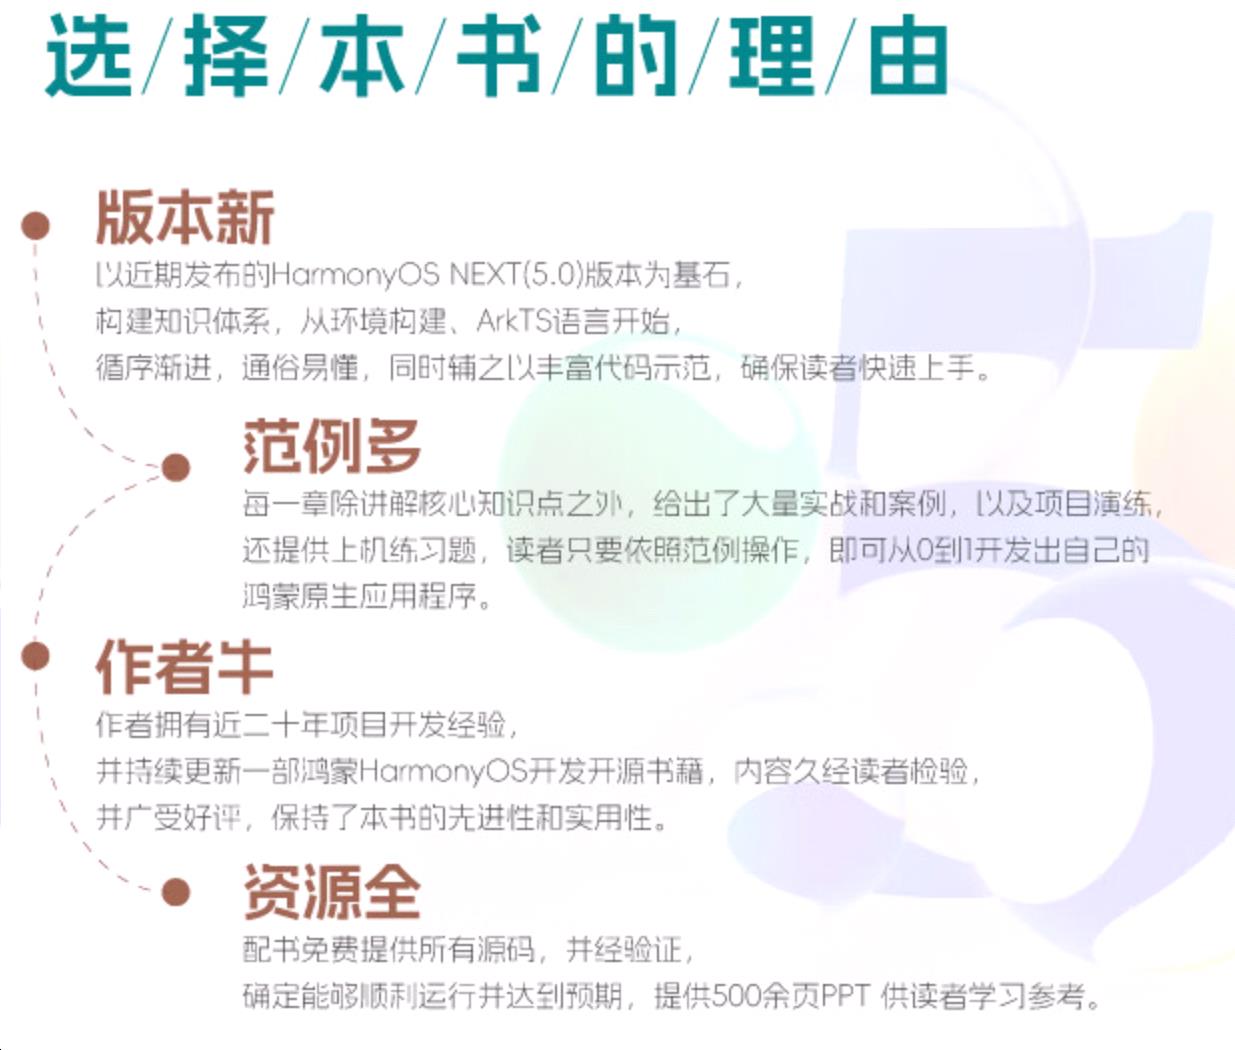 选/择/本/书/的/理/由
版本新
以近期发布的HarmonyOS NEXT(5.0)版本为基石，
构建知识体系，从环境构建、ArkTS语言开始，
循序渐进，通俗易懂，同时辅之以丰富代码示范，确保读者快速上手。
范例多
每一章除讲解核心知识点之外，给出了大量实战和案例，以及项目演练，
还提供上机练习题，读者只要依照范例操作，即可从0到1开发出自己的
鸿蒙原生应用程序。
作者牛
作者拥有近二十年项目开发经验，
并持续更新一部鸿蒙HarmonyOS开发开源书籍，内容久经读者检验，
并广受好评，保持了本书的先进性和实用性。
资源全
配书免费提供所有源码，并经验证，
确定能够顺利运行并达到预期，提供500余页PPT 供读者学习参考。